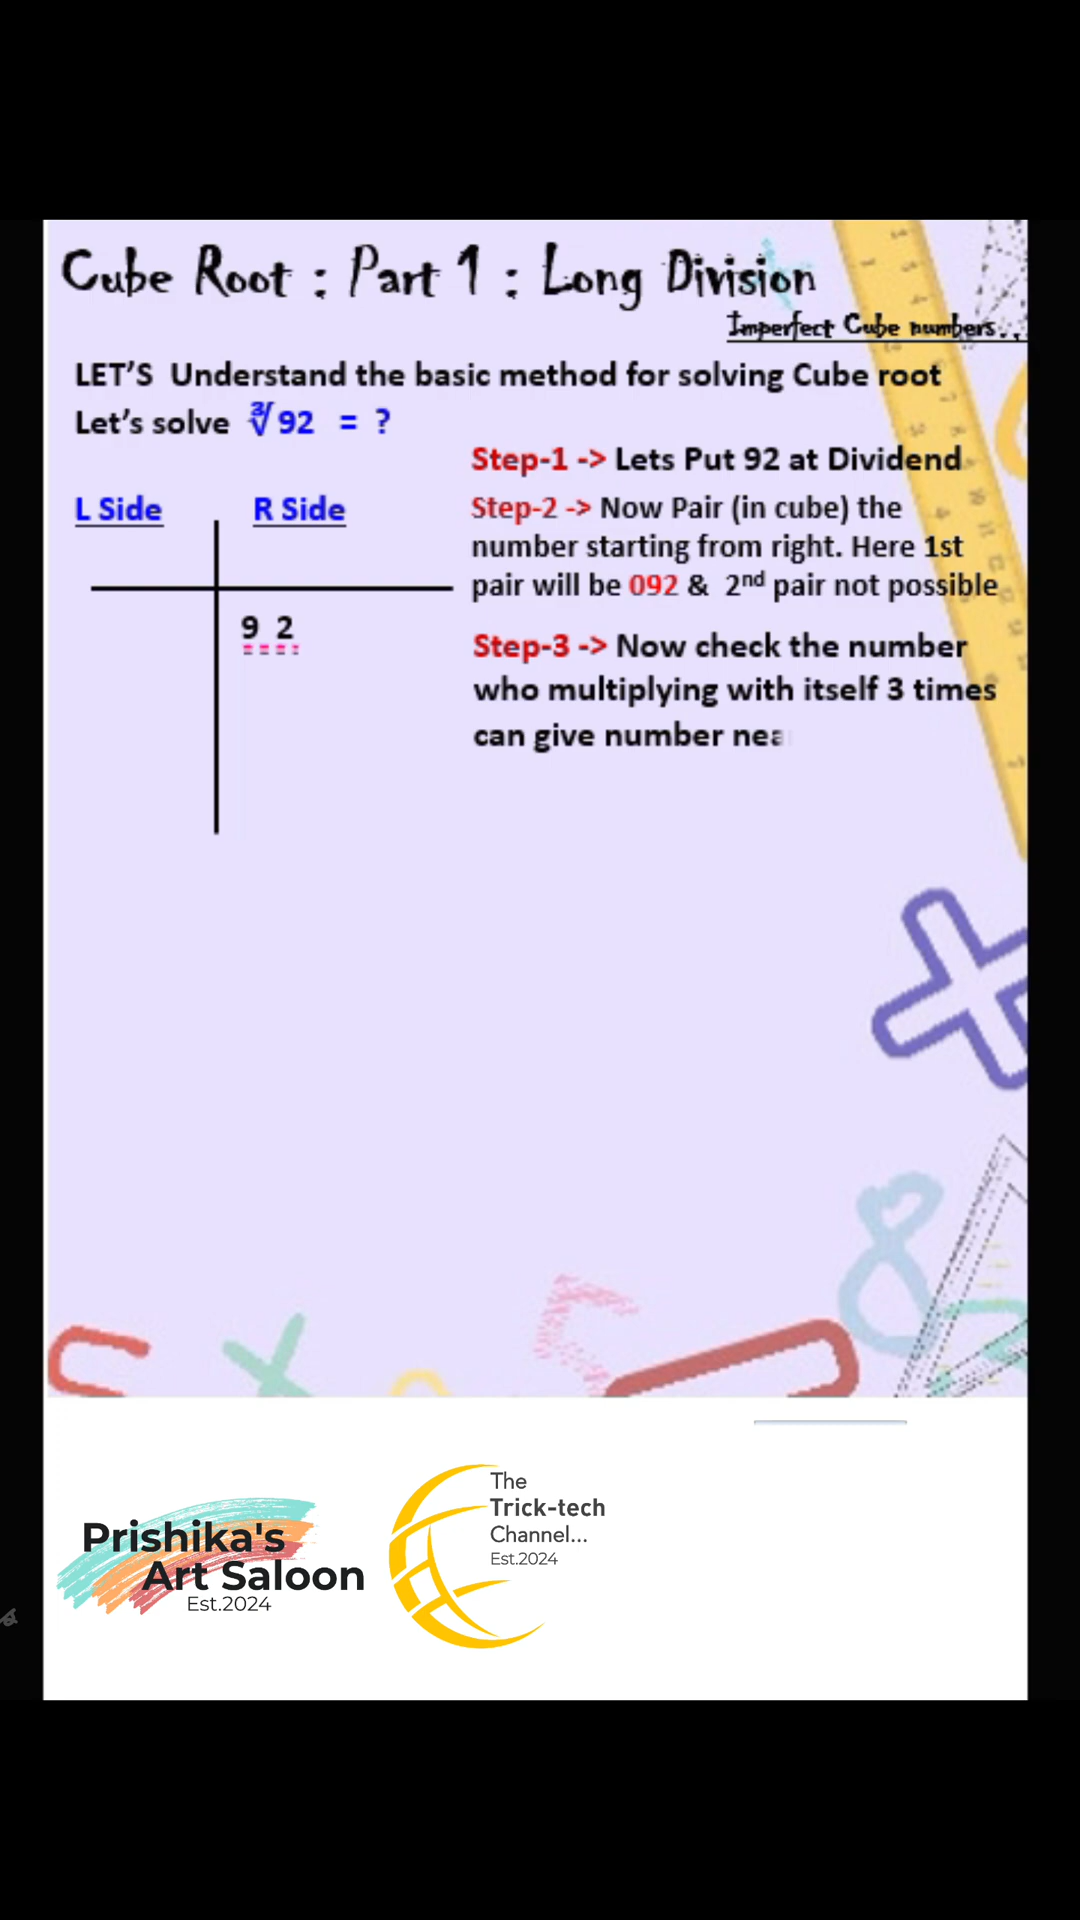 Cube Root : Part 1 : Long Division
Imperfect Cube numbers...
LET'S Understand the basic method for solving Cube root
Let's solve ∛92 = ?
Step-1 -> Lets Put 92 at Dividend
L Side R Side
Step-2 -> Now Pair (in cube) the
number starting from right. Here 1st
pair will be 092 & 2nd pair not possible
9 2
Step-3 -> Now check the number
who multiplying with itself 3 times
can give number nea
The
Trick-tech
Channel...
Est.2024
Prishika's
Art Saloon
Est.2024